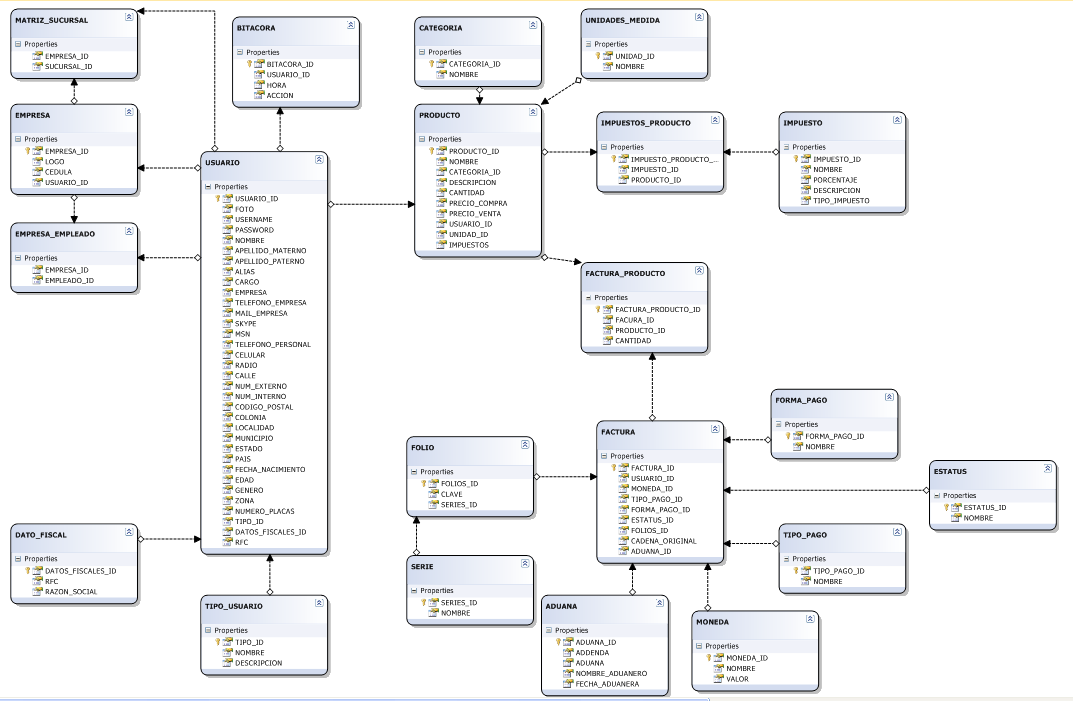 MATRIZ_SUCURSAL
Properties
EMPRESA_ID
SUCURSAL_ID
BITACORA
Properties
BITACORA_ID
USUARIO_ID
HORA
ACCION
CATEGORIA
Properties
CATEGORIA_ID
NOMBRE
UNIDADES_MEDIDA
Properties
UNIDAD_ID
NOMBRE
EMPRESA
Properties
EMPRESA_ID
LOGO
CEDULA
USUARIO_ID
USUARIO
Properties
USUARIO_ID
FOTO
USERNAME
PASSWORD
NOMBRE
APELLIDO_MATERNO
APELLIDO_PATERNO
ALIAS
CARGO
EMPRESA
TELEFONO_EMPRESA
MAIL_EMPRESA
SKYPE
MSN
TELEFONO_PERSONAL
CELULAR
RADIO
CALLE
NUM_EXTERNO
NUM_INTERNO
CODIGO_POSTAL
COLONIA
LOCALIDAD
MUNICIPIO
ESTADO
PAIS
FECHA_NACIMIENTO
EDAD
GENERO
ZONA
NUMERO_PLACAS
TIPO_ID
DATOS_FISCALES_ID
RFC
PRODUCTO
Properties
PRODUCTO_ID
NOMBRE
CATEGORIA_ID
DESCRIPCION
CANTIDAD
PRECIO_COMPRA
PRECIO_VENTA
USUARIO_ID
UNIDAD_ID
IMPUESTOS
IMPUESTOS_PRODUCTO
Properties
IMPUESTO_PRODUCTO_...
IMPUESTO_ID
PRODUCTO_ID
IMPUESTO
Properties
IMPUESTO_ID
NOMBRE
PORCENTAJE
DESCRIPCION
TIPO_IMPUESTO
EMPRESA_EMPLEADO
Properties
EMPRESA_ID
EMPLEADO_ID
FACTURA_PRODUCTO
Properties
FACTURA_PRODUCTO_ID
FACURA_ID
PRODUCTO_ID
CANTIDAD
FORMA_PAGO
Properties
FORMA_PAGO_ID
NOMBRE
FACTURA
Properties
FACTURA_ID
USUARIO_ID
MONEDA_ID
TIPO_PAGO_ID
FORMA_PAGO_ID
ESTATUS_ID
FOLIOS_ID
CADENA_ORIGINAL
ADUANA_ID
FOLIO
Properties
FOLIOS_ID
CLAVE
SERIES_ID
ESTATUS
Properties
ESTATUS_ID
NOMBRE
DATO_FISCAL
Properties
DATOS_FISCALES_ID
RFC
RAZON_SOCIAL
TIPO_PAGO
Properties
TIPO_PAGO_ID
NOMBRE
SERIE
Properties
SERIES_ID
NOMBRE
TIPO_USUARIO
Properties
TIPO_ID
NOMBRE
DESCRIPCION
ADUANA
Properties
ADUANA_ID
ADDENDA
ADUANA
NOMBRE_ADUANERO
FECHA_ADUANERA
MONEDA
Properties
MONEDA_ID
NOMBRE
VALOR